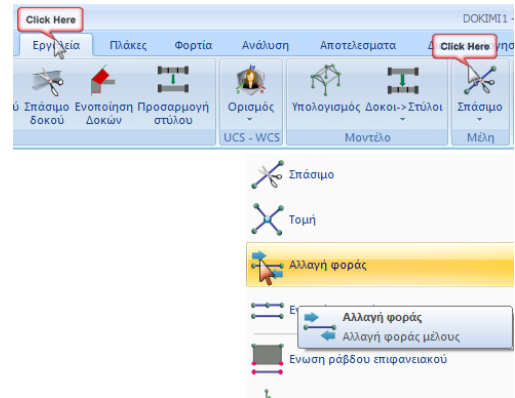 Click Here
DOKIMI1 -
Εργαλεία Πλάκες Φορτία Ανάλυση Αποτελεσματα Click Here
ύ Σπάσιμο Ενοποίηση Προσαρμογή Ορισμός Υπολογισμός Δοκοι->Στύλοι Σπάσιμο
δοκού Δοκών στύλου
UCS - WCS Μοντέλο Μέλη
Σπάσιμο
Τομή
Αλλαγή φοράς
Αλλαγή φοράς
Αλλαγή φοράς μέλους
Ενωση ράβδου επιφανειακού